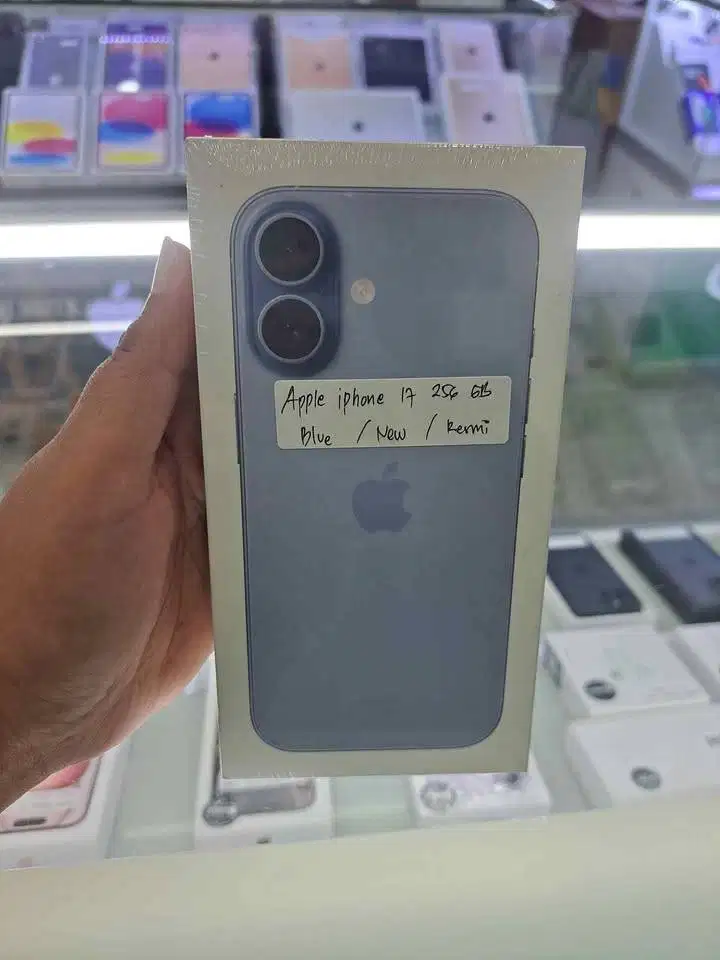 Apple iphone 17 256 GB
Blue / New / Resmi